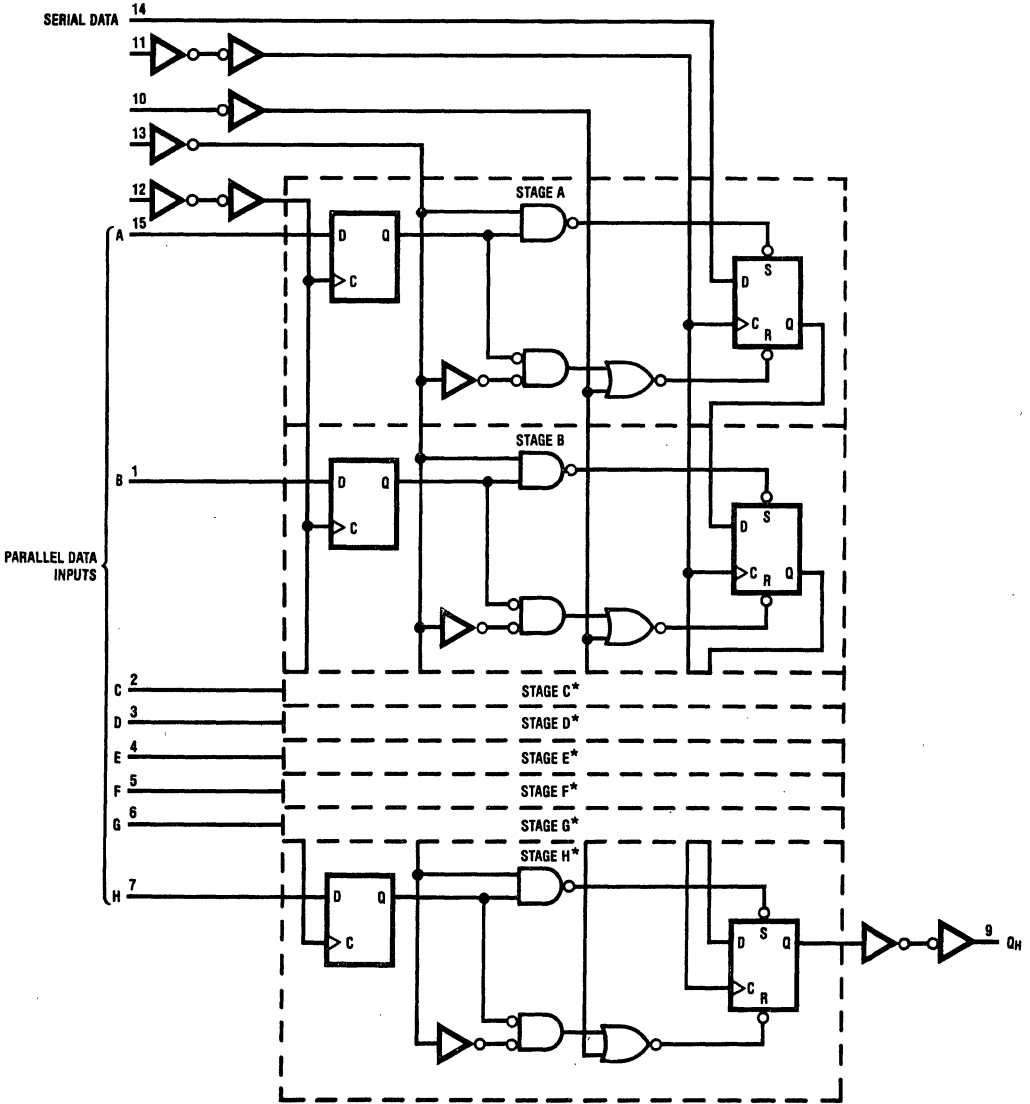 SERIAL DATA 14
11
10
13
12
STAGE A
A 15
D Q
C
S
D
C Q
R
STAGE B
B 1
D Q
C
S
D
C Q
R
PARALLEL DATA
INPUTS
C 2
STAGE C*
D 3
STAGE D*
E 4
STAGE E*
F 5
STAGE F*
G 6
STAGE G*
STAGE H*
H 7
D Q
C
S
D Q
C
R
9
QH